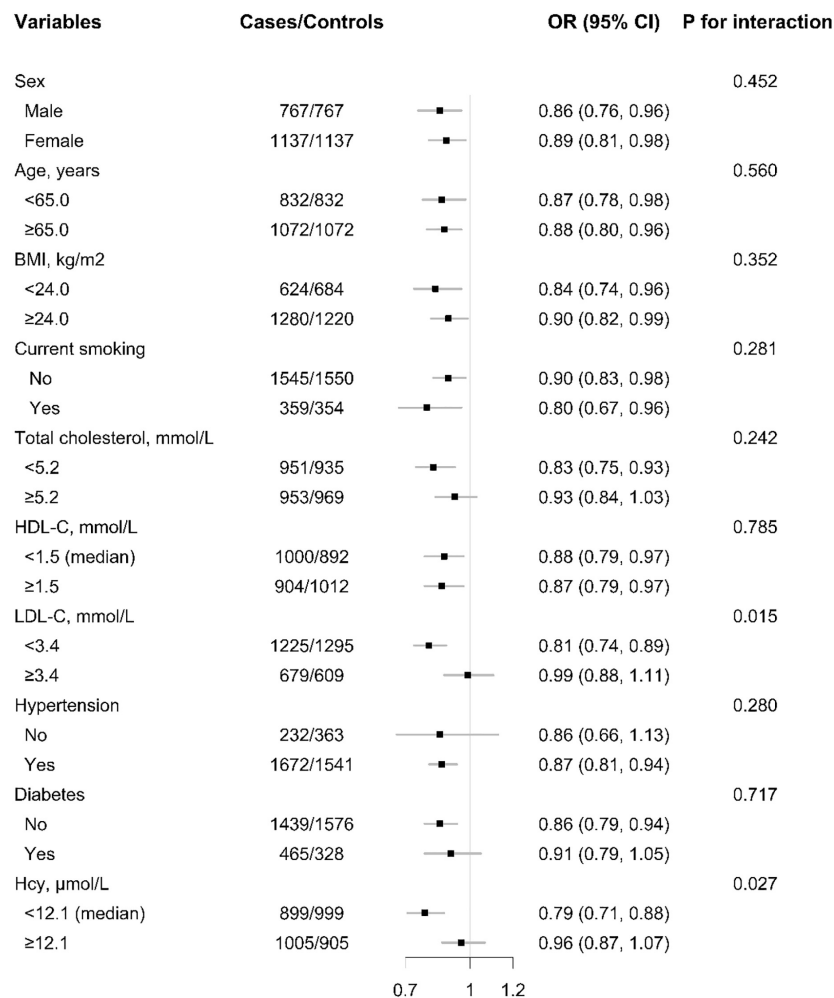 Variables Cases/Controls OR (95% CI) P for interaction
Sex 0.452
Male 767/767 0.86 (0.76, 0.96)
Female 1137/1137 0.89 (0.81, 0.98)
Age, years 0.560
<65.0 832/832 0.87 (0.78, 0.98)
≥65.0 1072/1072 0.88 (0.80, 0.96)
BMI, kg/m2 0.352
<24.0 624/684 0.84 (0.74, 0.96)
≥24.0 1280/1220 0.90 (0.82, 0.99)
Current smoking 0.281
No 1545/1550 0.90 (0.83, 0.98)
Yes 359/354 0.80 (0.67, 0.96)
Total cholesterol, mmol/L 0.242
<5.2 951/935 0.83 (0.75, 0.93)
≥5.2 953/969 0.93 (0.84, 1.03)
HDL-C, mmol/L 0.785
<1.5 (median) 1000/892 0.88 (0.79, 0.97)
≥1.5 904/1012 0.87 (0.79, 0.97)
LDL-C, mmol/L 0.015
<3.4 1225/1295 0.81 (0.74, 0.89)
≥3.4 679/609 0.99 (0.88, 1.11)
Hypertension 0.280
No 232/363 0.86 (0.66, 1.13)
Yes 1672/1541 0.87 (0.81, 0.94)
Diabetes 0.717
No 1439/1576 0.86 (0.79, 0.94)
Yes 465/328 0.91 (0.79, 1.05)
Hcy, μmol/L 0.027
<12.1 (median) 899/999 0.79 (0.71, 0.88)
≥12.1 1005/905 0.96 (0.87, 1.07)
0.7 1 1.2